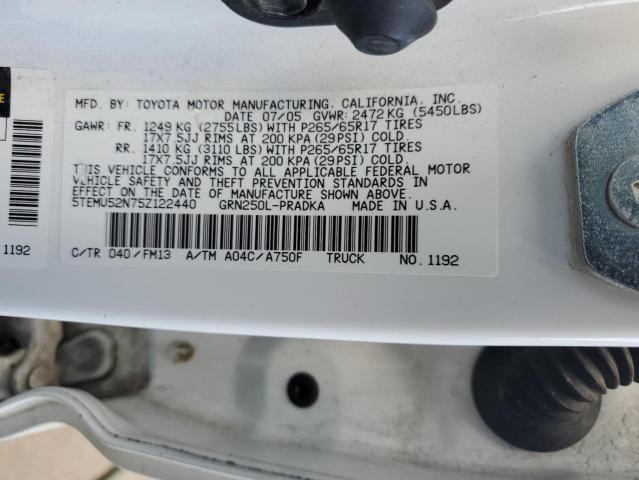 MFD. BY: TOYOTA MOTOR MANUFACTURING, CALIFORNIA, INC.
DATE 07/05 GVWR: 2472 KG (5450LBS)
GAWR: FR. 1249 KG (2755LBS) WITH P265/65R17 TIRES
17X7.5JJ RIMS AT 200 KPA (29PSI) COLD.
RR. 1410 KG (3110 LBS) WITH P265/65R17 TIRES
17X7.5JJ RIMS AT 200 KPA (29PSI) COLD.
THIS VEHICLE CONFORMS TO ALL APPLICABLE FEDERAL MOTOR
VEHICLE SAFETY AND THEFT PREVENTION STANDARDS IN
EFFECT ON THE DATE OF MANUFACTURE SHOWN ABOVE.
5TEMU52N75Z122440 GRN250L-PRADKA MADE IN U.S.A.
C/TR 040/FM13 A/TM A04C/A750F TRUCK NO. 1192
1192